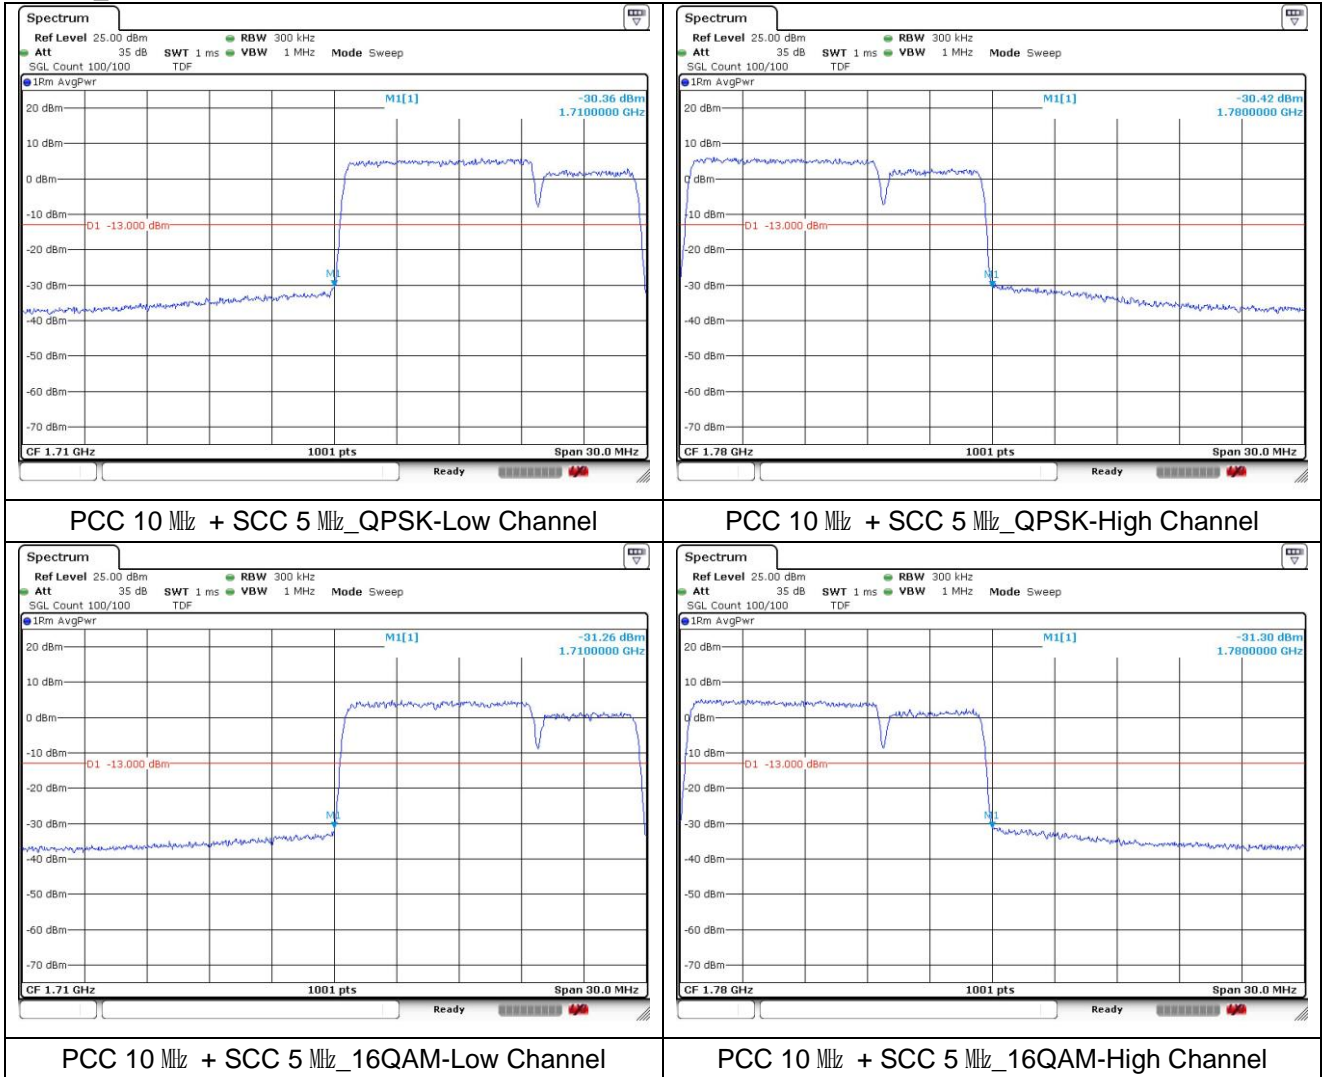 Spectrum
Ref Level 25.00 dBm RBW 300 kHz
Att 35 dB SWT 1 ms VBW 1 MHz Mode Sweep
SGL Count 100/100 TDF
1Rm AvgPwr
M1[1] -30.36 dBm
1.7100000 GHz
20 dBm
10 dBm
0 dBm
-10 dBm
D1 -13.000 dBm
-20 dBm
M1
-30 dBm
-40 dBm
-50 dBm
-60 dBm
-70 dBm
CF 1.71 GHz 1001 pts Span 30.0 MHz
Ready
PCC 10 ㎒ + SCC 5 ㎒_QPSK-Low Channel
Spectrum
Ref Level 25.00 dBm RBW 300 kHz
Att 35 dB SWT 1 ms VBW 1 MHz Mode Sweep
SGL Count 100/100 TDF
1Rm AvgPwr
M1[1] -30.42 dBm
1.7800000 GHz
20 dBm
10 dBm
0 dBm
-10 dBm
D1 -13.000 dBm
-20 dBm
M1
-30 dBm
-40 dBm
-50 dBm
-60 dBm
-70 dBm
CF 1.78 GHz 1001 pts Span 30.0 MHz
Ready
PCC 10 ㎒ + SCC 5 ㎒_QPSK-High Channel
Spectrum
Ref Level 25.00 dBm RBW 300 kHz
Att 35 dB SWT 1 ms VBW 1 MHz Mode Sweep
SGL Count 100/100 TDF
1Rm AvgPwr
M1[1] -31.26 dBm
1.7100000 GHz
20 dBm
10 dBm
0 dBm
-10 dBm
D1 -13.000 dBm
-20 dBm
M1
-30 dBm
-40 dBm
-50 dBm
-60 dBm
-70 dBm
CF 1.71 GHz 1001 pts Span 30.0 MHz
Ready
PCC 10 ㎒ + SCC 5 ㎒_16QAM-Low Channel
Spectrum
Ref Level 25.00 dBm RBW 300 kHz
Att 35 dB SWT 1 ms VBW 1 MHz Mode Sweep
SGL Count 100/100 TDF
1Rm AvgPwr
M1[1] -31.30 dBm
1.7800000 GHz
20 dBm
10 dBm
0 dBm
-10 dBm
D1 -13.000 dBm
-20 dBm
M1
-30 dBm
-40 dBm
-50 dBm
-60 dBm
-70 dBm
CF 1.78 GHz 1001 pts Span 30.0 MHz
Ready
PCC 10 ㎒ + SCC 5 ㎒_16QAM-High Channel